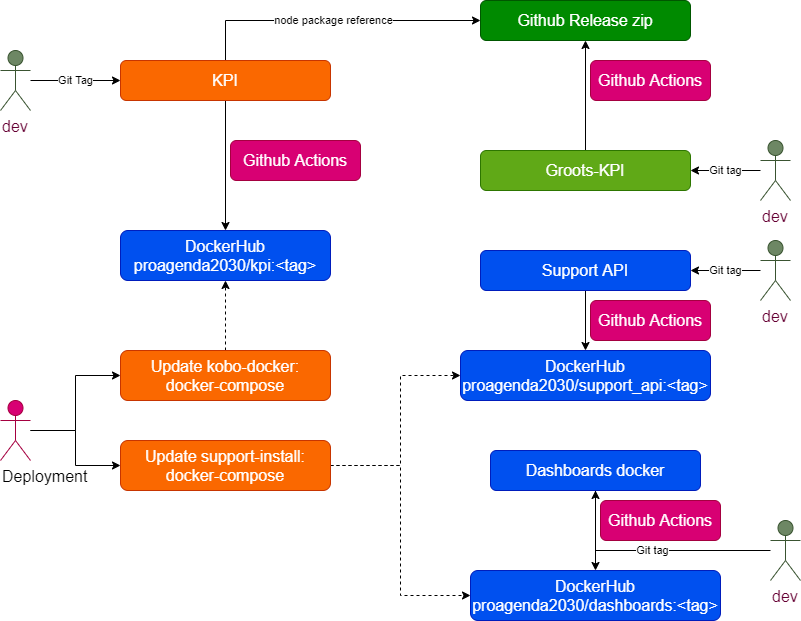 node package reference
Github Release zip
Git Tag
KPI
Github Actions
dev
Github Actions
Groots-KPI
Git tag
dev
DockerHub
proagenda2030/kpi:<tag>
Support API
Git tag
dev
Github Actions
Update kobo-docker:
docker-compose
DockerHub
proagenda2030/support_api:<tag>
Deployment
Update support-install:
docker-compose
Dashboards docker
Github Actions
Git tag
dev
DockerHub
proagenda2030/dashboards:<tag>